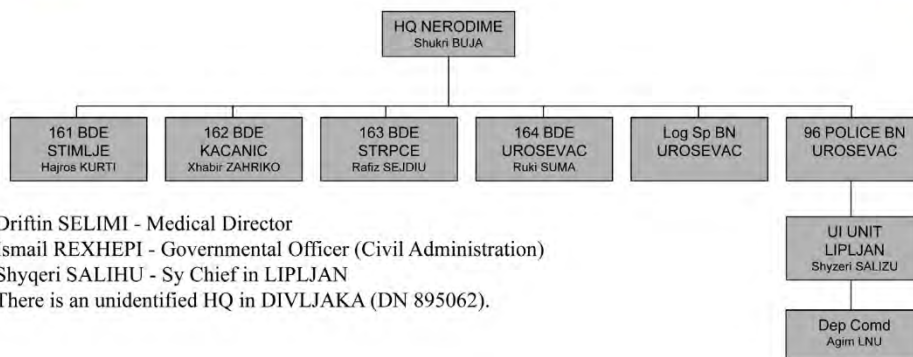 HQ NERODIME
Shukri BUJA
161 BDE
STIMLJE
Hajros KURTI
162 BDE
KACANIC
Xhabir ZAHRIKO
163 BDE
STRPCE
Rafiz SEJDIU
164 BDE
UROSEVAC
Ruki SUMA
Log Sp BN
UROSEVAC
96 POLICE BN
UROSEVAC
UI UNIT
LIPLJAN
Shyzeri SALIZU
Dep Comd
Agim LNU
Driftin SELIMI - Medical Director
Ismail REXHEPI - Governmental Officer (Civil Administration)
Shyqeri SALIHU - Sy Chief in LIPLJAN
There is an unidentified HQ in DIVLJAKA (DN 895062).